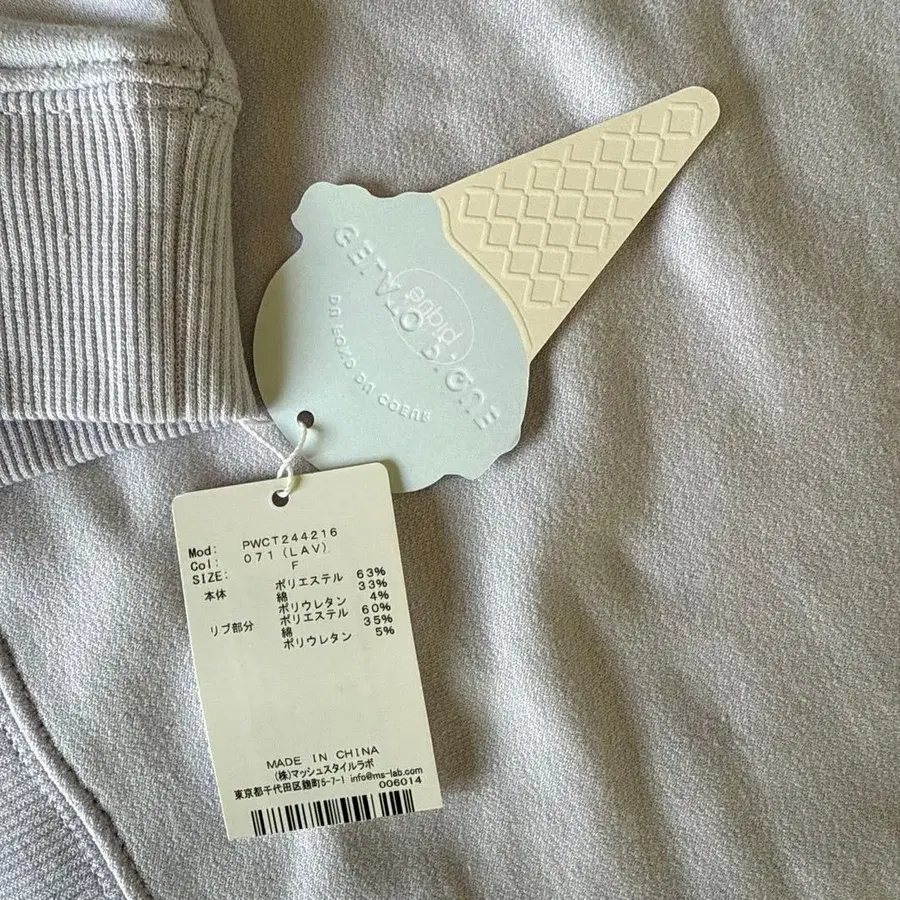 GELATO PIQUE
DU FOND DU COEUR
Mod: PWCT244216
Col: 071 (LAV)
SIZE: F
本体 ポリエステル 63%
綿 33%
ポリウレタン 4%
リブ部分 ポリエステル 60%
綿 35%
ポリウレタン 5%
MADE IN CHINA
(株)マッシュスタイルラボ
東京都千代田区麹町5-7-1 info@ms-lab.com
006014